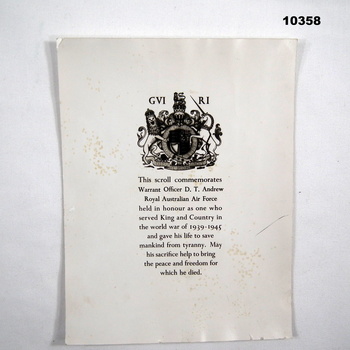 10358
GVI RI
This scroll commemorates
Warrant Officer D. T. Andrew
Royal Australian Air Force
held in honour as one who
served King and Country in
the world war of 1939-1945
and gave his life to save
mankind from tyranny. May
his sacrifice help to bring
the peace and freedom for
which he died.